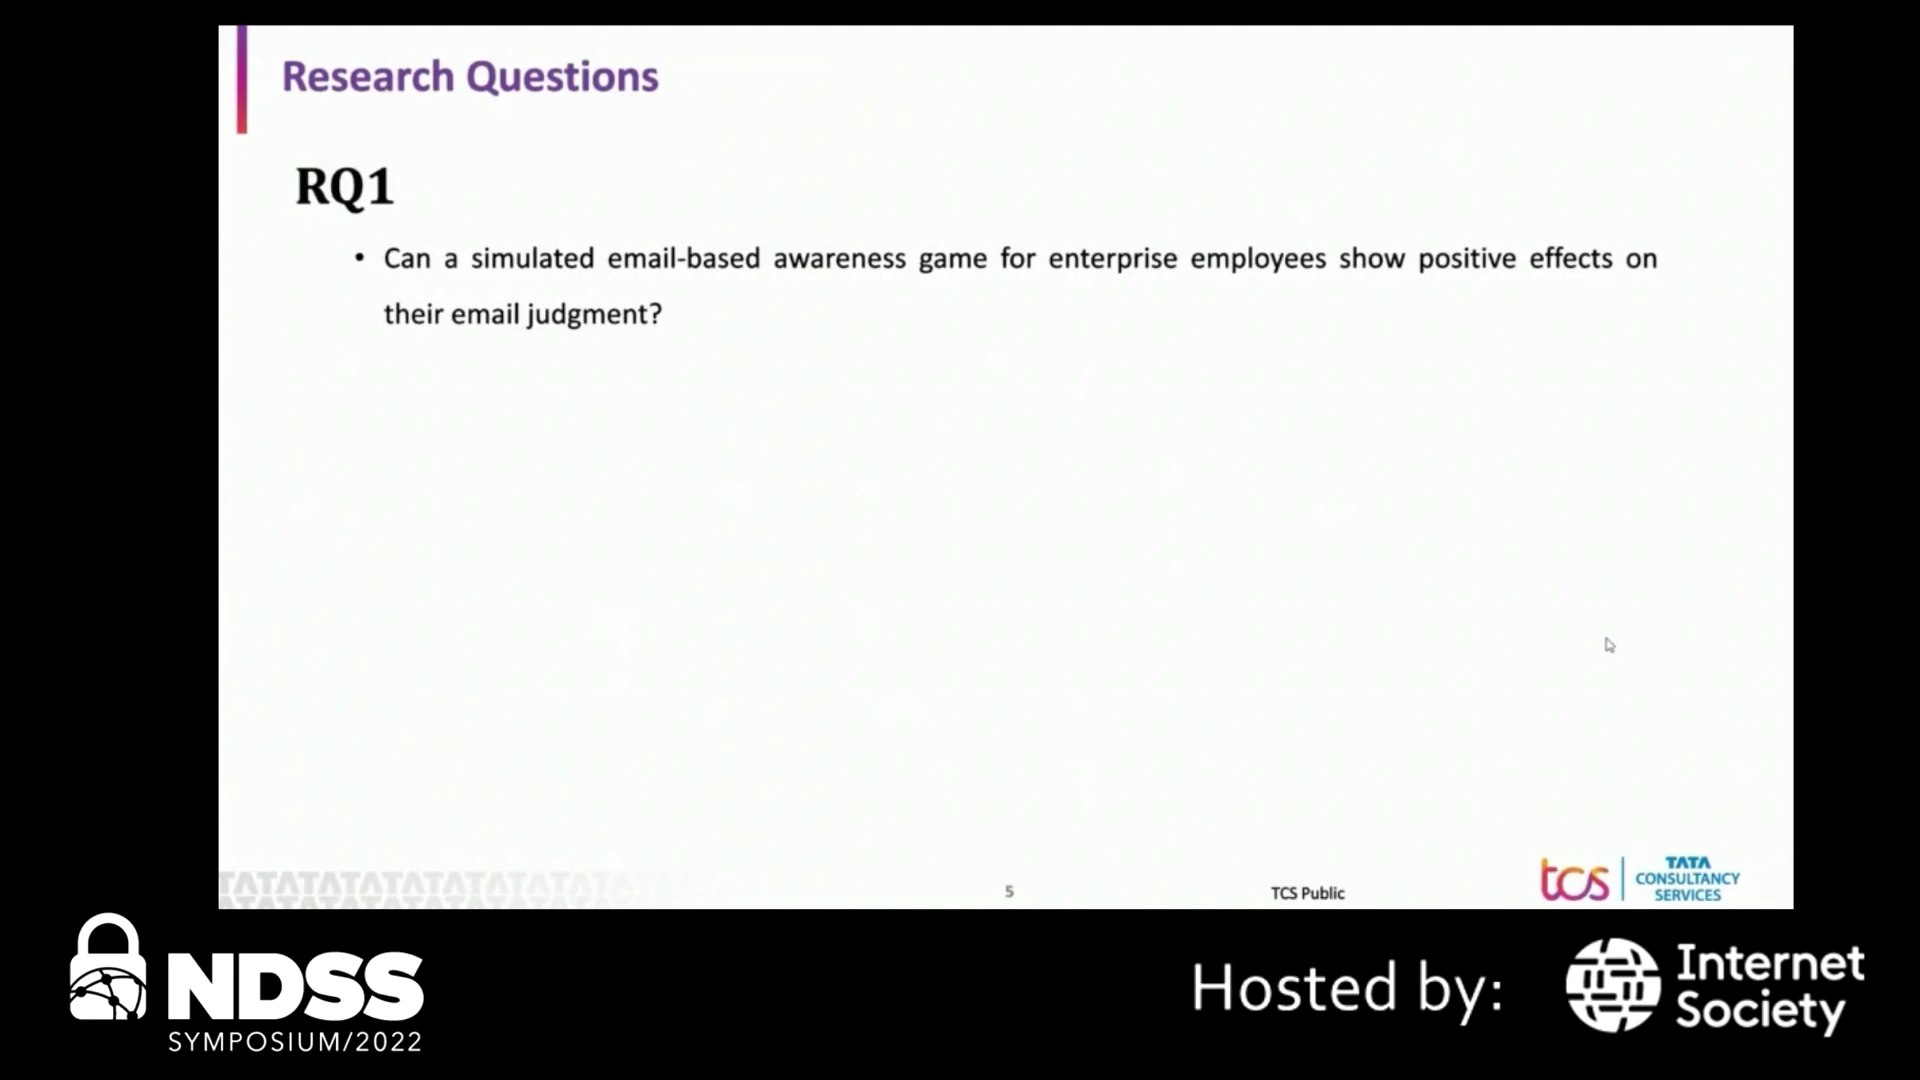 Research Questions
RQ1
• Can a simulated email-based awareness game for enterprise employees show positive effects on
their email judgment?
TATATATATATATATATATATA
5
TCS Public
tcs
TATA
CONSULTANCY
SERVICES
NDSS
SYMPOSIUM/2022
Hosted by:
Internet
Society